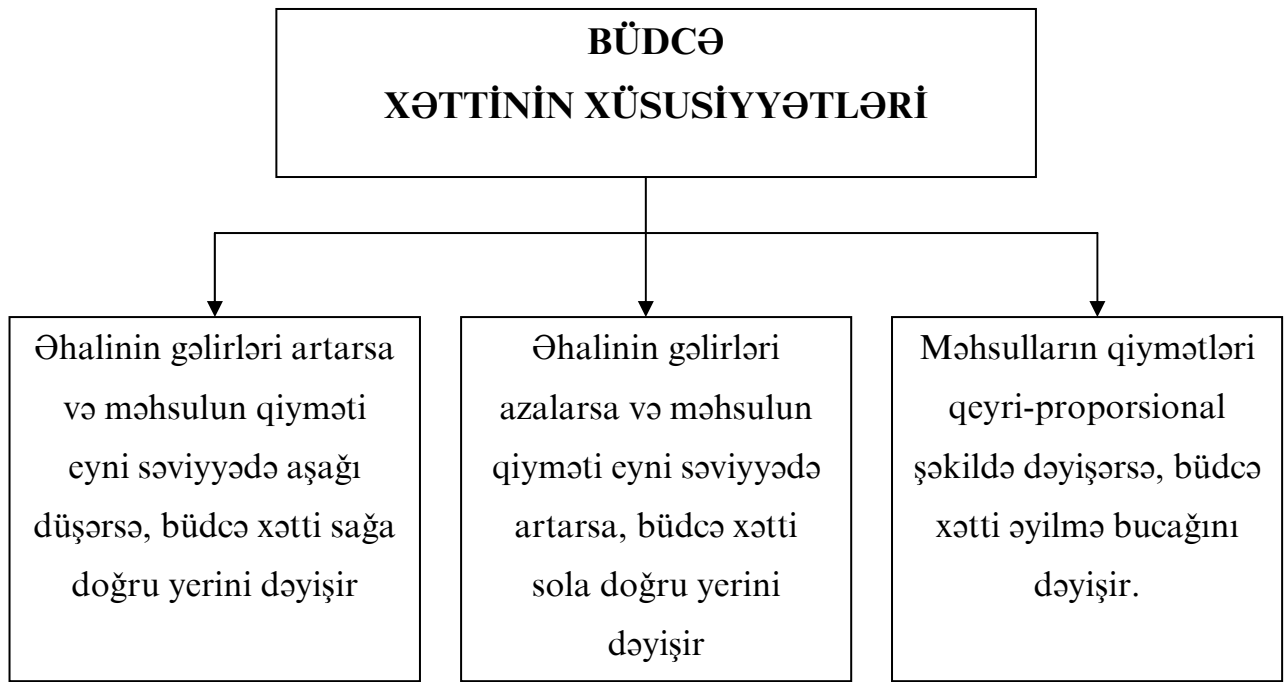 BÜDCƏ
XƏTTİNİN XÜSUSİYYƏTLƏRİ
Əhalinin gəlirləri artarsa
və məhsulun qiyməti
eyni səviyyədə aşağı
düşərsə, büdcə xətti sağa
doğru yerini dəyişir
Əhalinin gəlirləri
azalarsa və məhsulun
qiyməti eyni səviyyədə
artarsa, büdcə xətti
sola doğru yerini
dəyişir
Məhsulların qiymətləri
qeyri-proporsional
şəkildə dəyişərsə, büdcə
xətti əyilmə bucağını
dəyişir.